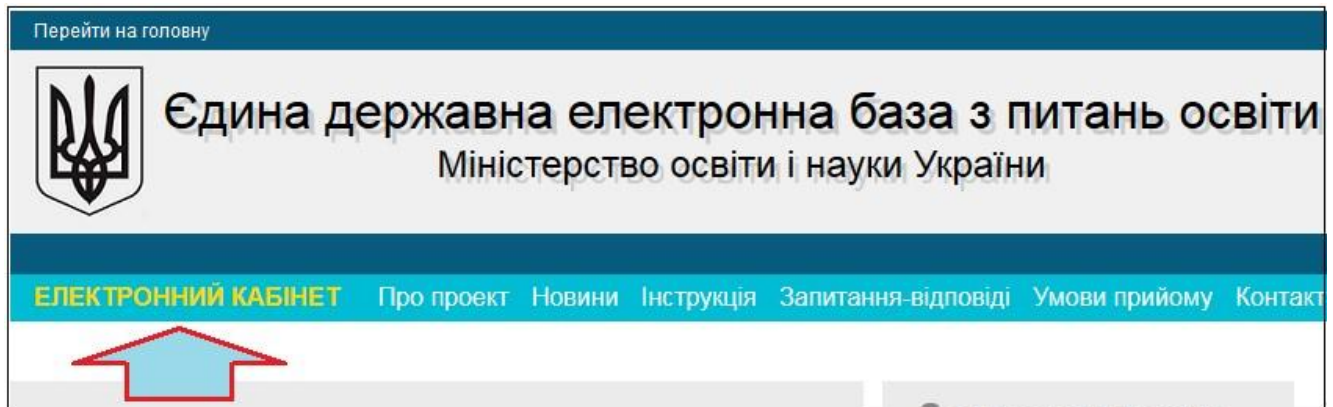 Перейти на головну
Єдина державна електронна база з питань освіти
Міністерство освіти і науки України
ЕЛЕКТРОННИЙ КАБІНЕТ Про проект Новини Інструкція Запитання-відповіді Умови прийому Контакт